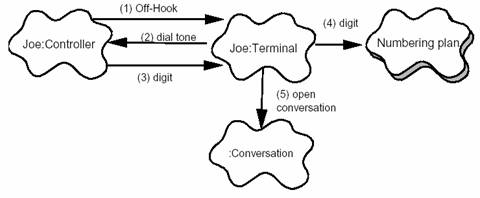 (1) Off-Hook
(4) digit
Joe:Controller
(2) dial tone
Joe:Terminal
Numbering plan
(3) digit
(5) open
conversation
:Conversation